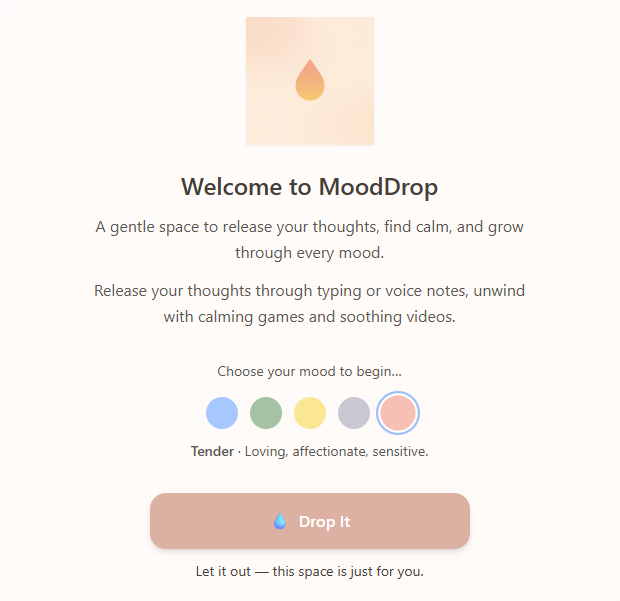 Welcome to MoodDrop
A gentle space to release your thoughts, find calm, and grow
through every mood.
Release your thoughts through typing or voice notes, unwind
with calming games and soothing videos.
Choose your mood to begin...
Tender · Loving, affectionate, sensitive.
💧 Drop It
Let it out — this space is just for you.